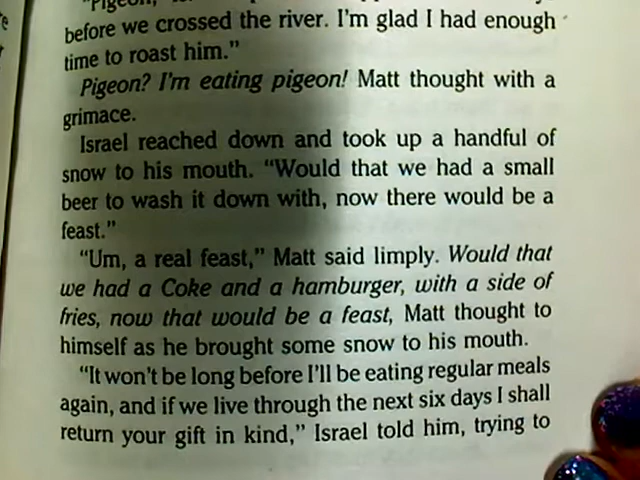 "Pigeon,
before we crossed the river. I'm glad I had enough
time to roast him."
Pigeon? I'm eating pigeon! Matt thought with a
grimace.
Israel reached down and took up a handful of
snow to his mouth. "Would that we had a small
beer to wash it down with, now there would be a
feast."
"Um, a real feast," Matt said limply. Would that
we had a Coke and a hamburger, with a side of
fries, now that would be a feast, Matt thought to
himself as he brought some snow to his mouth.
"It won't be long before I'll be eating regular meals
again, and if we live through the next six days I shall
return your gift in kind," Israel told him, trying to